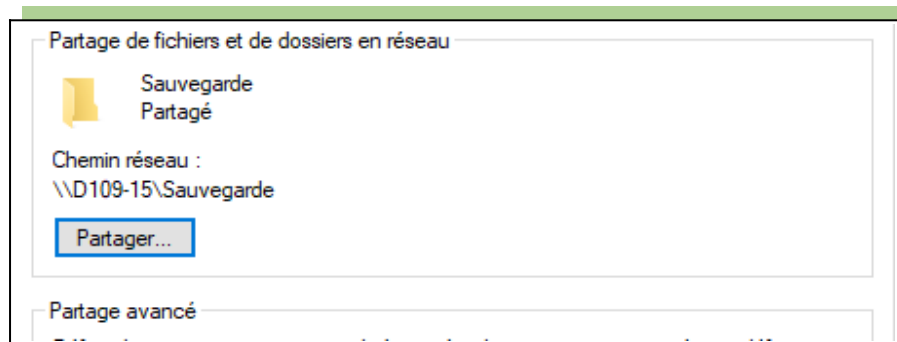 Partage de fichiers et de dossiers en réseau
Sauvegarde
Partagé
Chemin réseau :
\\D109-15\Sauvegarde
Partager...
Partage avancé